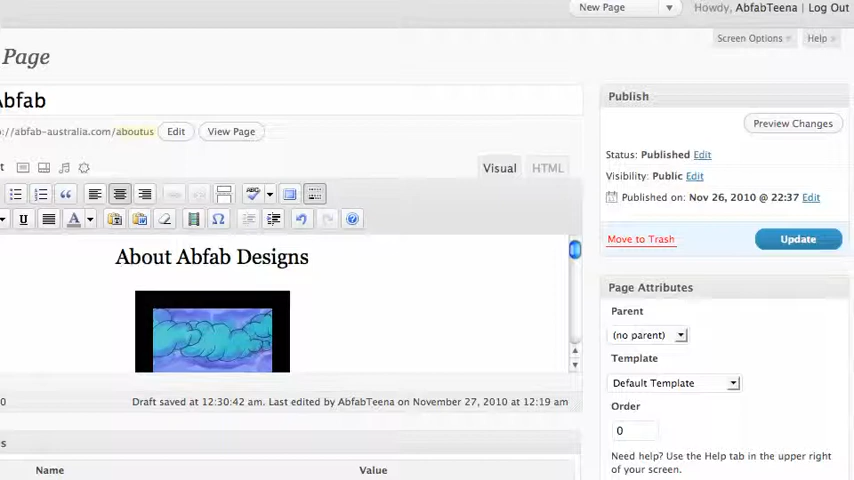 New Page
Howdy, AbfabTeena | Log Out
Screen Options
Help
Page
Abfab
://abfab-australia.com/aboutus
Edit
View Page
Visual
HTML
U
A
ABC
About Abfab Designs
0
Draft saved at 12:30:42 am. Last edited by AbfabTeena on November 27, 2010 at 12:19 am
s
Name
Value
Publish
Preview Changes
Status: Published Edit
Visibility: Public Edit
Published on: Nov 26, 2010 @ 22:37 Edit
Move to Trash
Update
Page Attributes
Parent
(no parent)
Template
Default Template
Order
0
Need help? Use the Help tab in the upper right
of your screen.